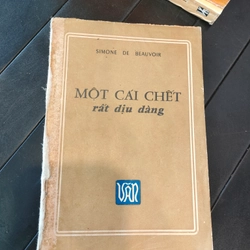 SIMONE DE BEAUVOIR
MỘT CÁI CHẾT
rất dịu dàng